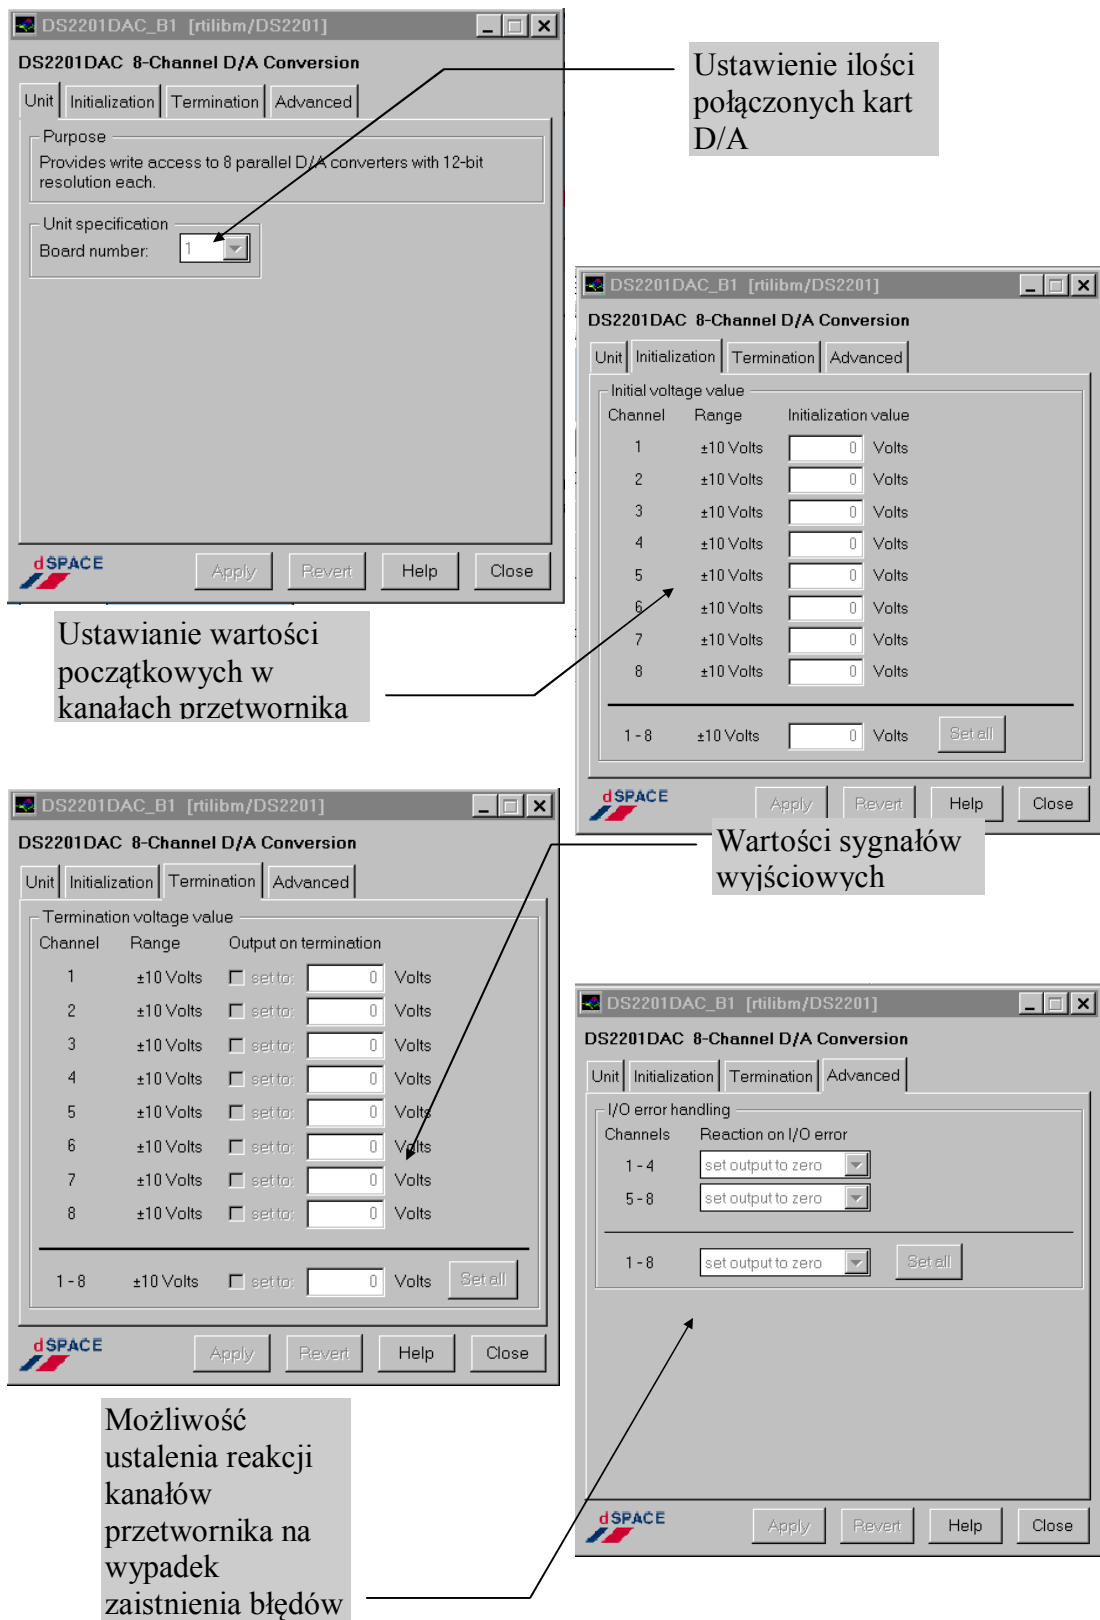 DS2201DAC_B1 [rtilibm/DS2201]
DS2201DAC 8-Channel D/A Conversion
Unit Initialization Termination Advanced
Purpose
Provides write access to 8 parallel D/A converters with 12-bit
resolution each.
Unit specification
Board number: 1
dSPACE Apply Revert Help Close
Ustawienie ilości
połączonych kart
D/A
DS2201DAC_B1 [rtilibm/DS2201]
DS2201DAC 8-Channel D/A Conversion
Unit Initialization Termination Advanced
Initial voltage value
Channel Range Initialization value
1 ±10 Volts 0 Volts
2 ±10 Volts 0 Volts
3 ±10 Volts 0 Volts
4 ±10 Volts 0 Volts
5 ±10 Volts 0 Volts
6 ±10 Volts 0 Volts
7 ±10 Volts 0 Volts
8 ±10 Volts 0 Volts
1 - 8 ±10 Volts 0 Volts Set all
dSPACE Apply Revert Help Close
Ustawianie wartości
początkowych w
kanałach przetwornika
DS2201DAC_B1 [rtilibm/DS2201]
DS2201DAC 8-Channel D/A Conversion
Unit Initialization Termination Advanced
Termination voltage value
Channel Range Output on termination
1 ±10 Volts set to: 0 Volts
2 ±10 Volts set to: 0 Volts
3 ±10 Volts set to: 0 Volts
4 ±10 Volts set to: 0 Volts
5 ±10 Volts set to: 0 Volts
6 ±10 Volts set to: 0 Volts
7 ±10 Volts set to: 0 Volts
8 ±10 Volts set to: 0 Volts
1 - 8 ±10 Volts set to: 0 Volts Set all
dSPACE Apply Revert Help Close
Wartości sygnałów
wyjściowych
DS2201DAC_B1 [rtilibm/DS2201]
DS2201DAC 8-Channel D/A Conversion
Unit Initialization Termination Advanced
I/O error handling
Channels Reaction on I/O error
1 - 4 set output to zero
5 - 8 set output to zero
1 - 8 set output to zero Set all
dSPACE Apply Revert Help Close
Możliwość
ustalenia reakcji
kanałów
przetwornika na
wypadek
zaistnienia błędów